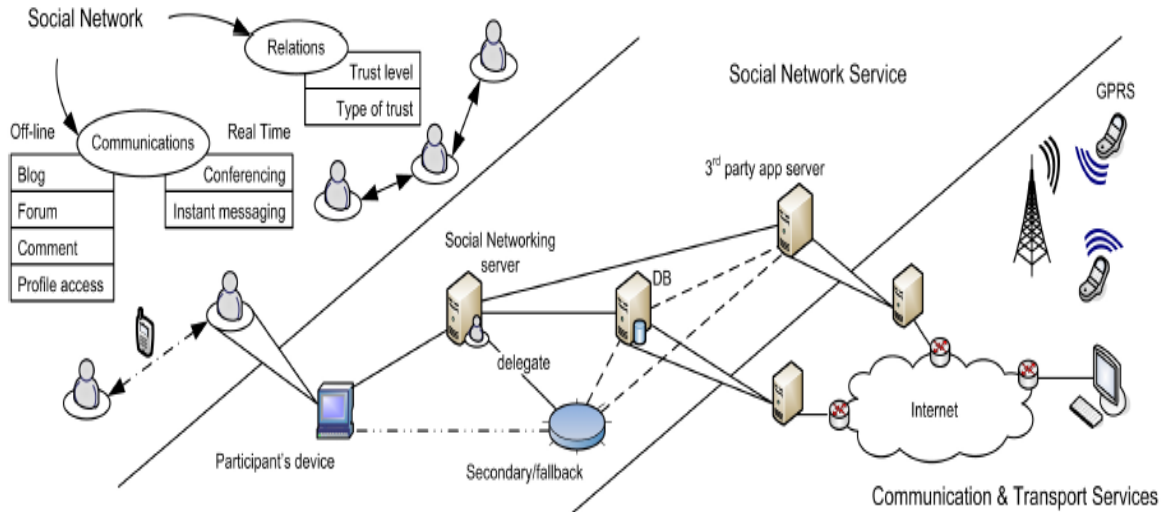 Social Network
Relations
Trust level
Type of trust
Off-line
Communications
Real Time
Blog
Forum
Comment
Profile access
Conferencing
Instant messaging
Social Network Service
GPRS
3rd party app server
Social Networking
server
DB
delegate
Internet
Participant's device
Secondary/fallback
Communication & Transport Services